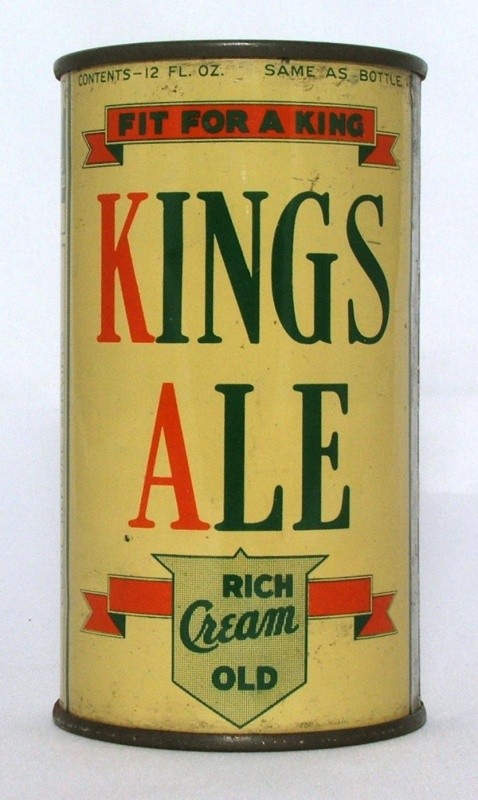 CONTENTS-12 FL. OZ. SAME AS BOTTLE
FIT FOR A KING
KINGS
ALE
RICH
Cream
OLD